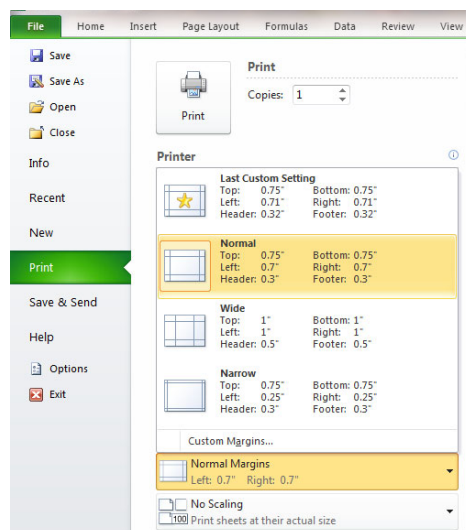 File Home Insert Page Layout Formulas Data Review View
Save
Save As
Open
Close
Info
Recent
New
Print
Save & Send
Help
Options
Exit
Print
Copies: 1
Print
Printer
Last Custom Setting
Top: 0.75" Bottom: 0.75"
Left: 0.71" Right: 0.71"
Header: 0.32" Footer: 0.32"
Normal
Top: 0.75" Bottom: 0.75"
Left: 0.7" Right: 0.7"
Header: 0.3" Footer: 0.3"
Wide
Top: 1" Bottom: 1"
Left: 1" Right: 1"
Header: 0.5" Footer: 0.5"
Narrow
Top: 0.75" Bottom: 0.75"
Left: 0.25" Right: 0.25"
Header: 0.3" Footer: 0.3"
Custom Margins...
Normal Margins
Left: 0.7" Right: 0.7"
No Scaling
100 Print sheets at their actual size